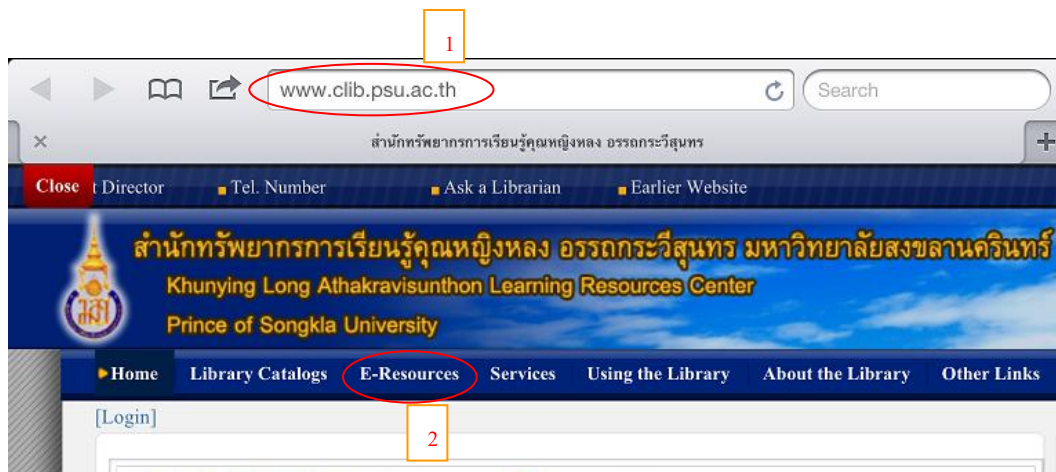 1
www.clib.psu.ac.th Search
สำนักทรัพยากรการเรียนรู้คุณหญิงหลง อรรถกระวีสุนทร
Close t Director Tel. Number Ask a Librarian Earlier Website
สำนักทรัพยากรการเรียนรู้คุณหญิงหลง อรรถกระวีสุนทร มหาวิทยาลัยสงขลานครินทร์
Khunying Long Athakravisunthon Learning Resources Center
Prince of Songkla University
Home Library Catalogs E-Resources Services Using the Library About the Library Other Links
[Login]
2